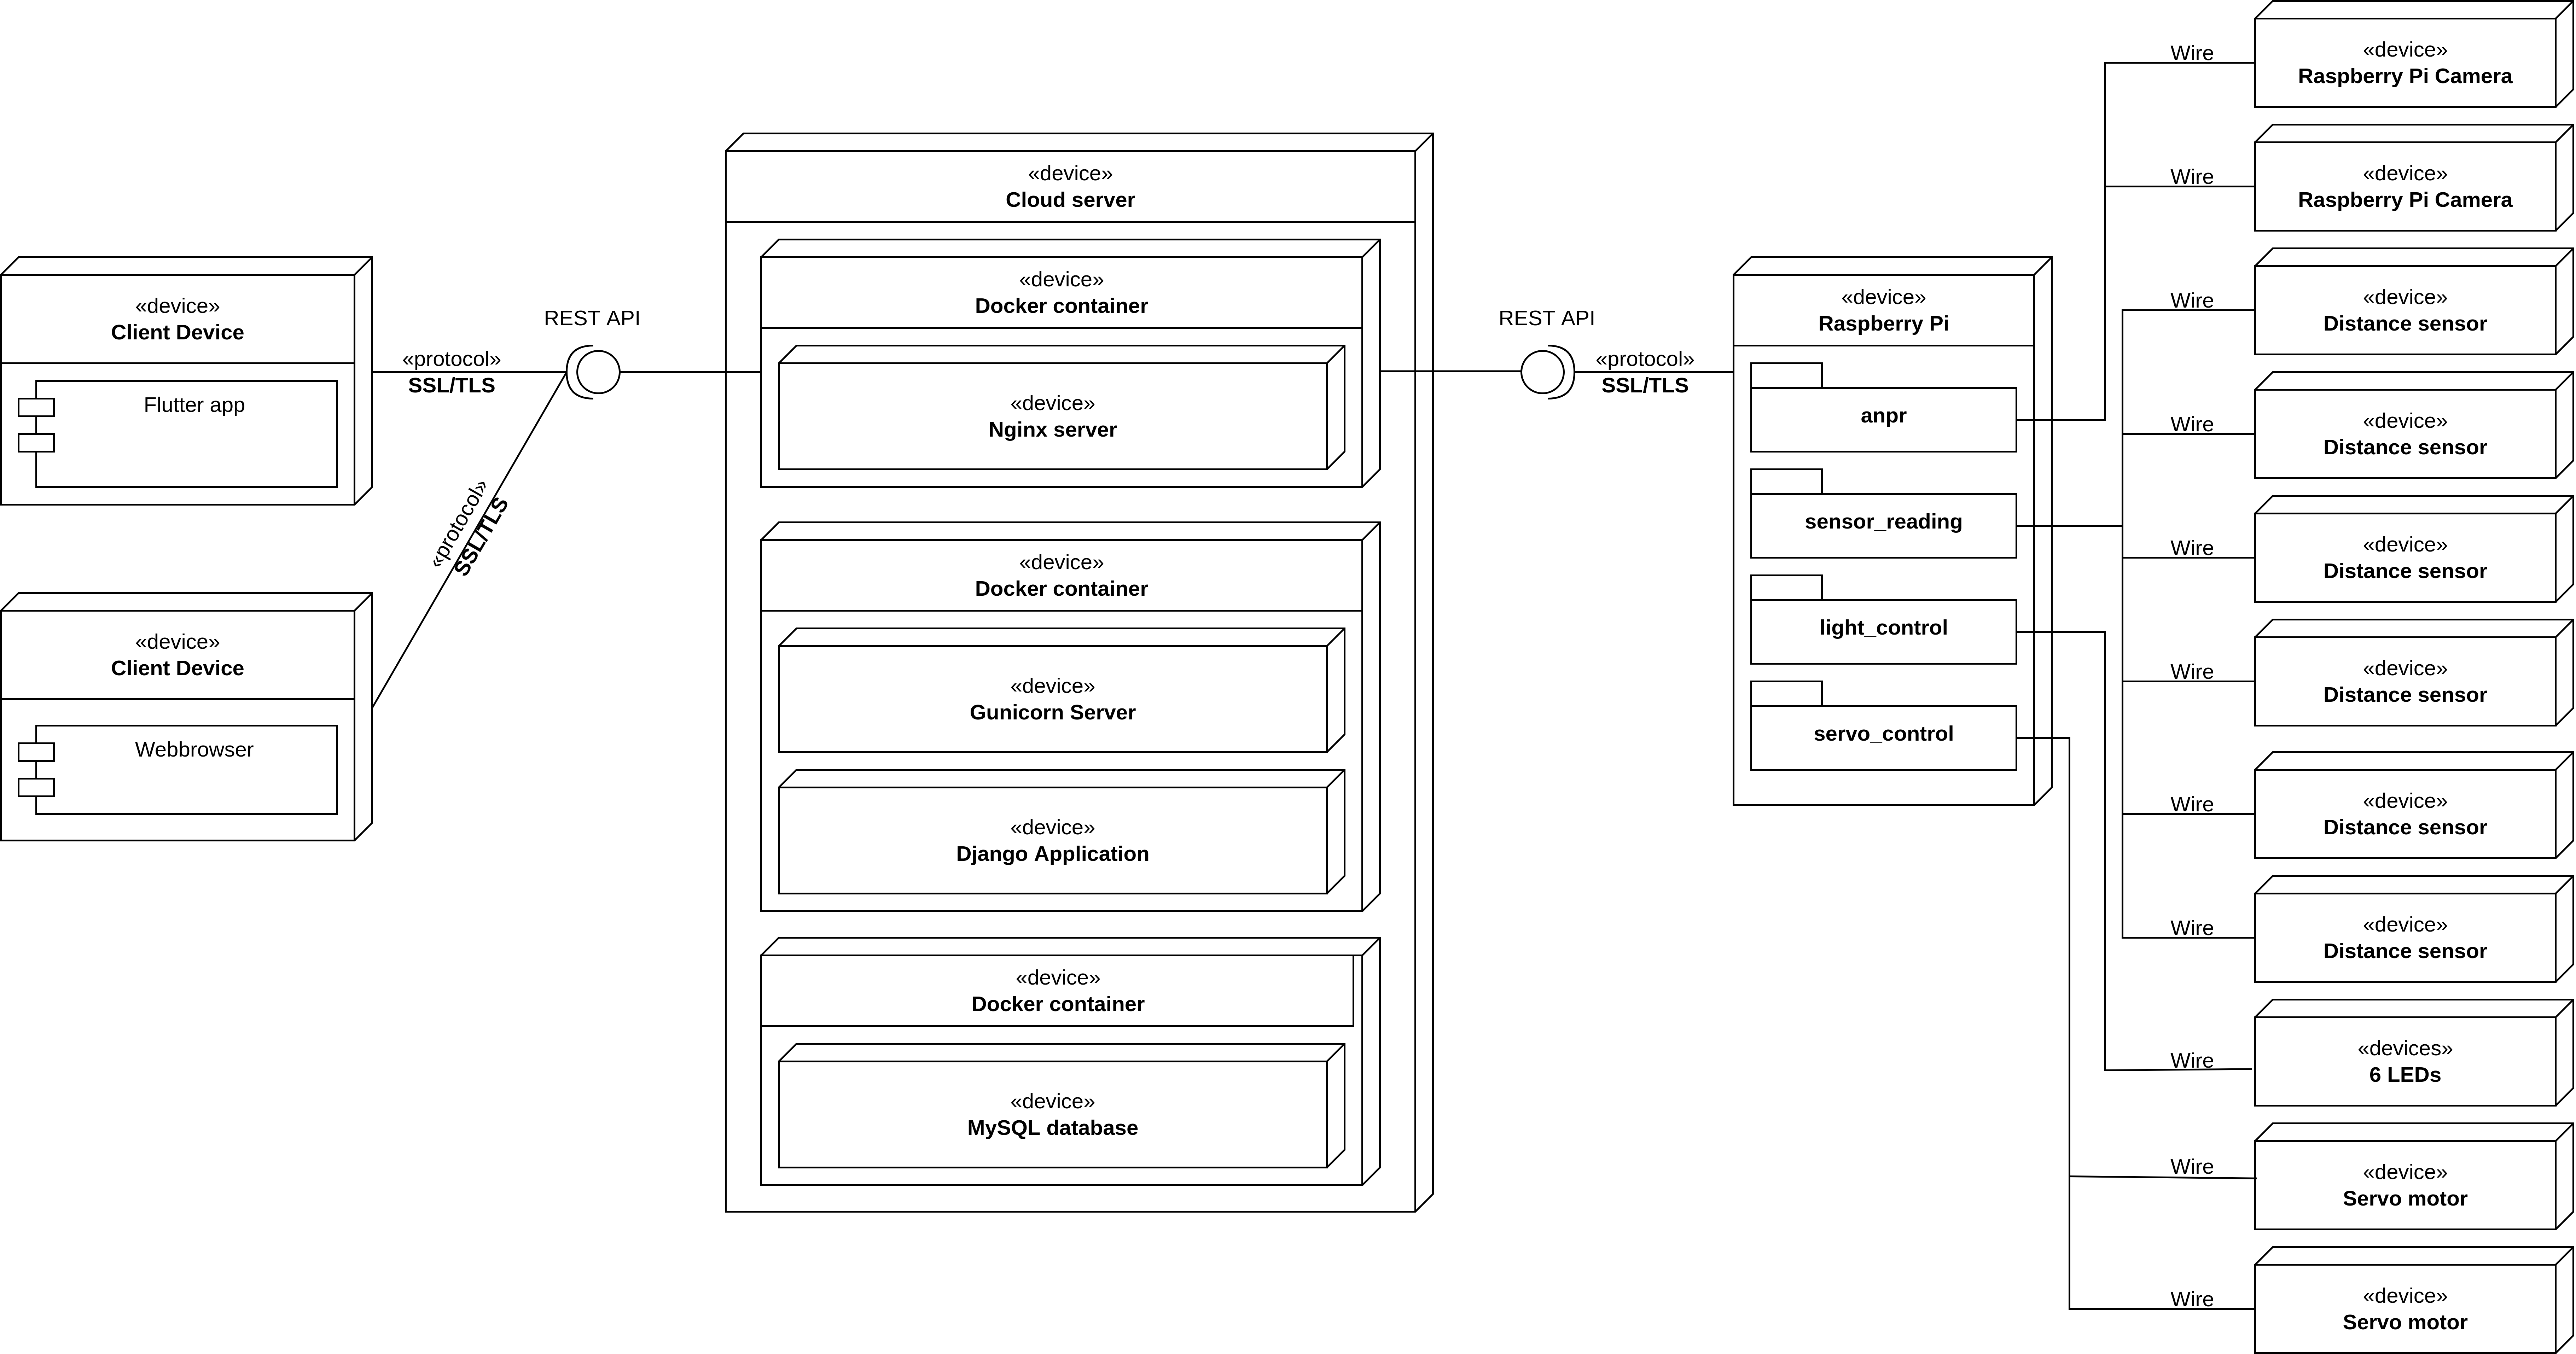 «device»
Client Device
Flutter app
«device»
Client Device
Webbrowser
«protocol»
SSL/TLS
«protocol»
SSL/TLS
REST API
«device»
Cloud server
«device»
Docker container
«device»
Nginx server
«device»
Docker container
«device»
Gunicorn Server
«device»
Django Application
«device»
Docker container
«device»
MySQL database
REST API
«protocol»
SSL/TLS
«device»
Raspberry Pi
anpr
sensor_reading
light_control
servo_control
Wire
«device»
Raspberry Pi Camera
Wire
«device»
Raspberry Pi Camera
Wire
«device»
Distance sensor
Wire
«device»
Distance sensor
Wire
«device»
Distance sensor
Wire
«device»
Distance sensor
Wire
«device»
Distance sensor
Wire
«device»
Distance sensor
Wire
«devices»
6 LEDs
Wire
«device»
Servo motor
Wire
«device»
Servo motor